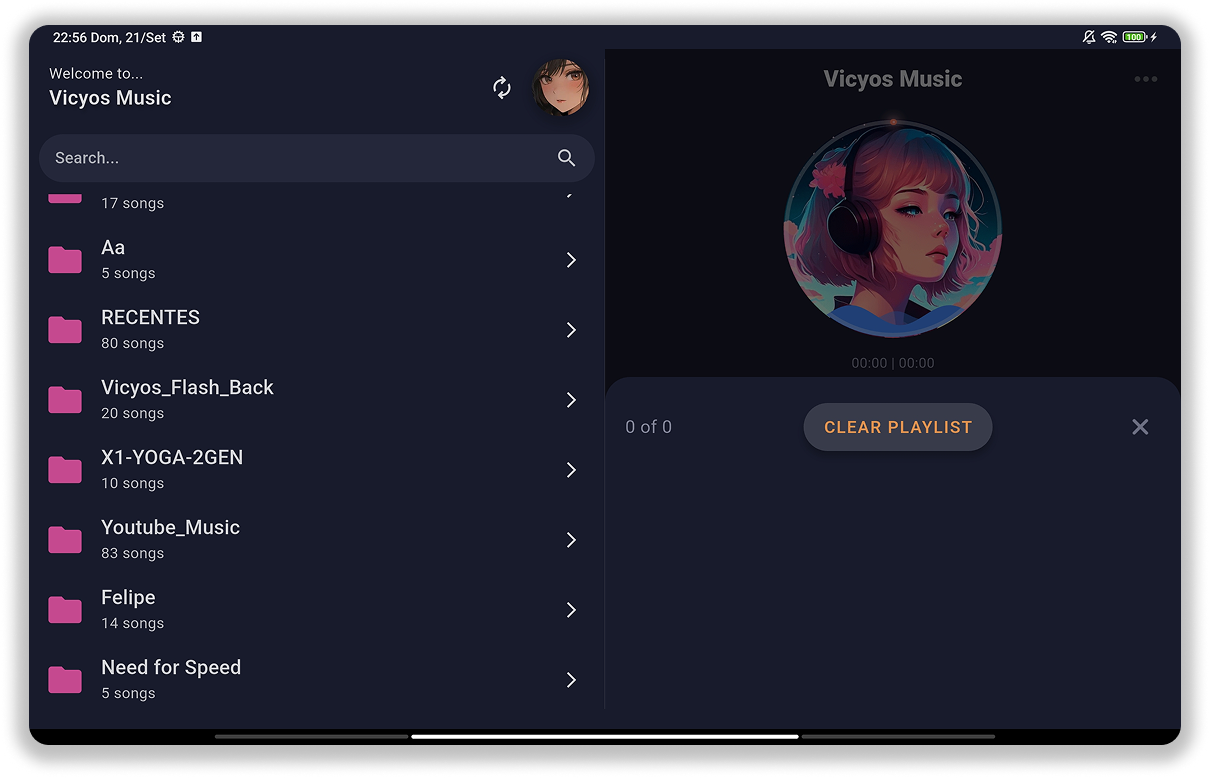 22:56 Dom, 21/Set
100
Welcome to...
Vicyos Music
Search...
17 songs
Aa
5 songs
RECENTES
80 songs
Vicyos_Flash_Back
20 songs
X1-YOGA-2GEN
10 songs
Youtube_Music
83 songs
Felipe
14 songs
Need for Speed
5 songs
Vicyos Music
00:00 | 00:00
0 of 0
CLEAR PLAYLIST